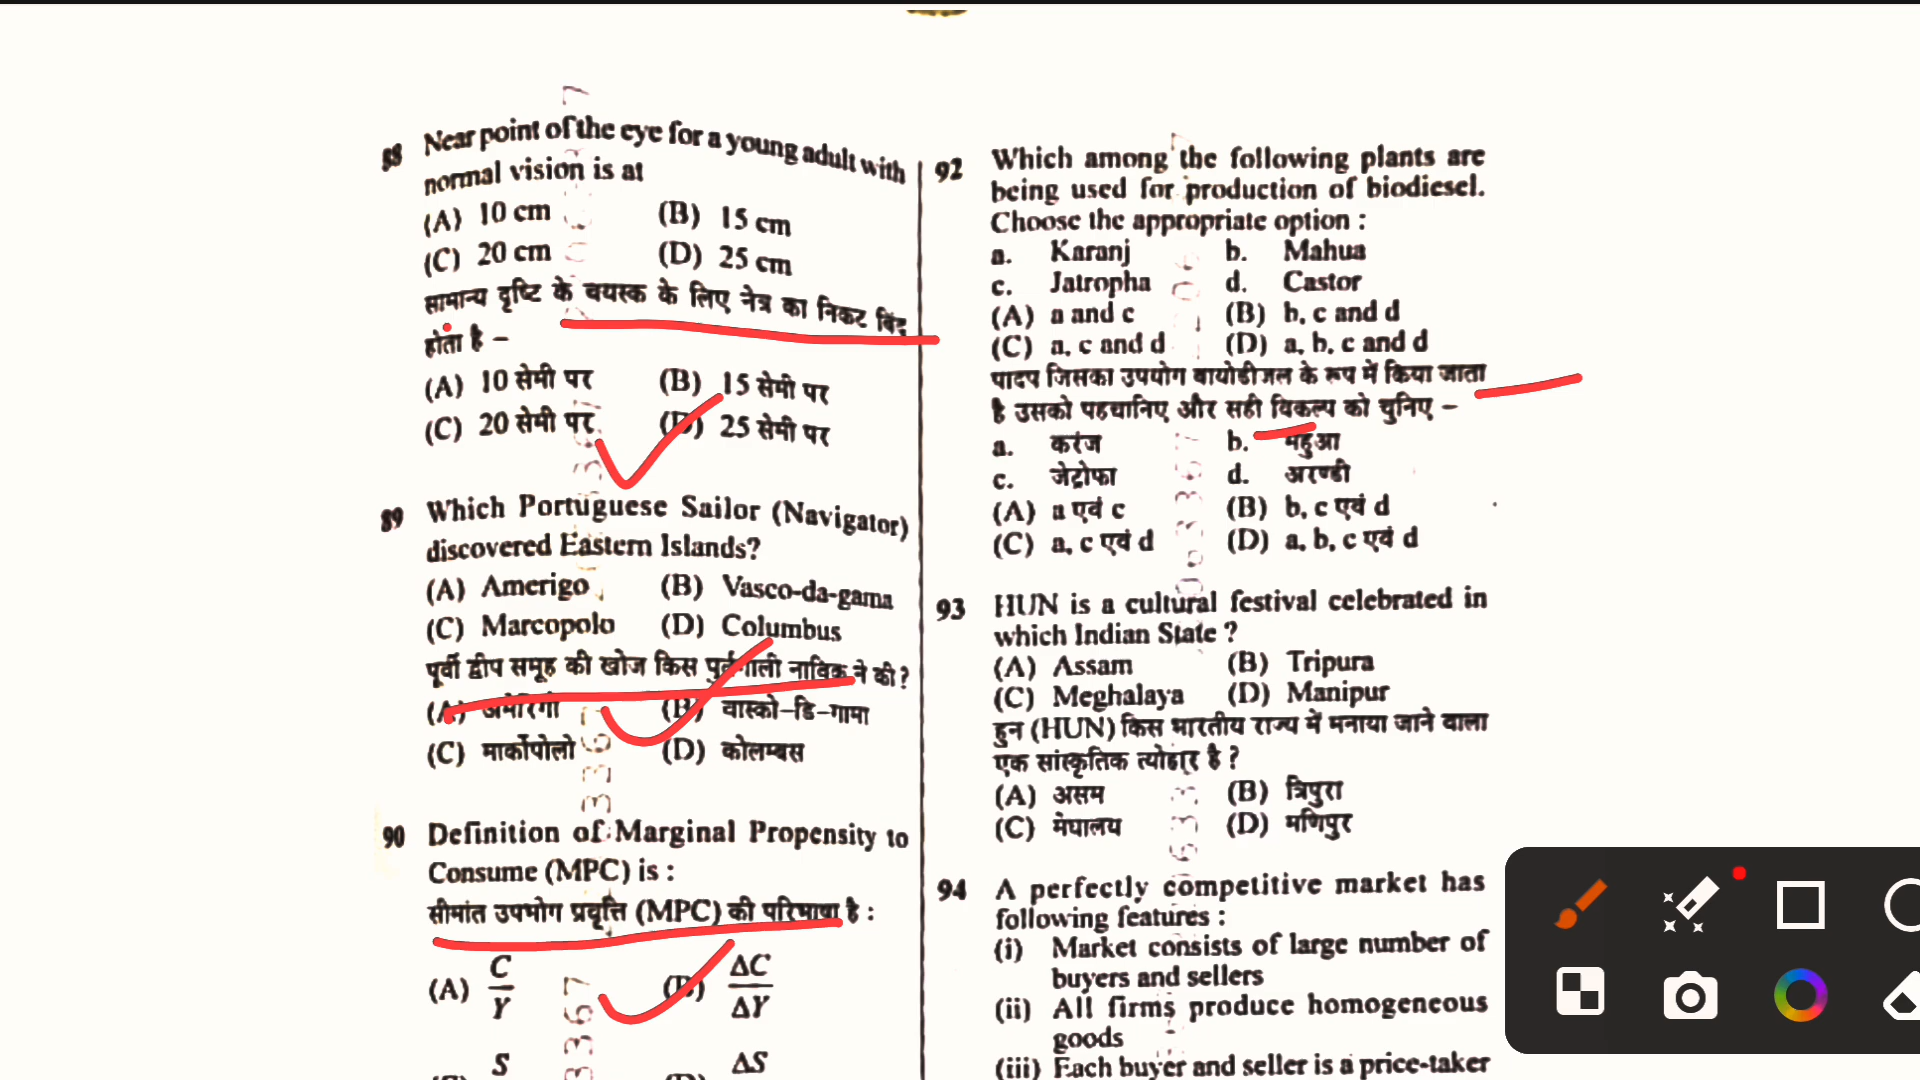 88 Near point of the eye for a young adult with
normal vision is at
(A) 10 cm (B) 15 cm
(C) 20 cm (D) 25 cm
सामान्य दृष्टि के वयस्क के लिए नेत्र का निकट बिंदु
होता है –
(A) 10 सेमी पर (B) 15 सेमी पर
(C) 20 सेमी पर (D) 25 सेमी पर
89 Which Portuguese Sailor (Navigator)
discovered Eastern Islands?
(A) Amerigo (B) Vasco-da-gama
(C) Marcopolo (D) Columbus
पूर्वी द्वीप समूह की खोज किस पुर्तगाली नाविक ने की?
(A) अमेरिगो (B) वास्को–डि–गामा
(C) मार्कोपोलो (D) कोलम्बस
90 Definition of Marginal Propensity to
Consume (MPC) is :
सीमांत उपभोग प्रवृत्ति (MPC) की परिभाषा है :
(A) C/Y (B) ΔC/ΔY
S ΔS
92 Which among the following plants are
being used for production of biodiesel.
Choose the appropriate option :
a. Karanj b. Mahua
c. Jatropha d. Castor
(A) a and c (B) b, c and d
(C) a, c and d (D) a, b, c and d
पादप जिसका उपयोग बायोडीजल के रूप में किया जाता
है उसको पहचानिए और सही विकल्प को चुनिए –
a. करंज b. महुआ
c. जेट्रोफा d. अरण्डी
(A) a एवं c (B) b, c एवं d
(C) a, c एवं d (D) a, b, c एवं d
93 HUN is a cultural festival celebrated in
which Indian State ?
(A) Assam (B) Tripura
(C) Meghalaya (D) Manipur
हुन (HUN) किस भारतीय राज्य में मनाया जाने वाला
एक सांस्कृतिक त्योहार है ?
(A) असम (B) त्रिपुरा
(C) मेघालय (D) मणिपुर
94 A perfectly competitive market has
following features :
(i) Market consists of large number of
buyers and sellers
(ii) All firms produce homogeneous
goods
(iii) Each buyer and seller is a price-taker